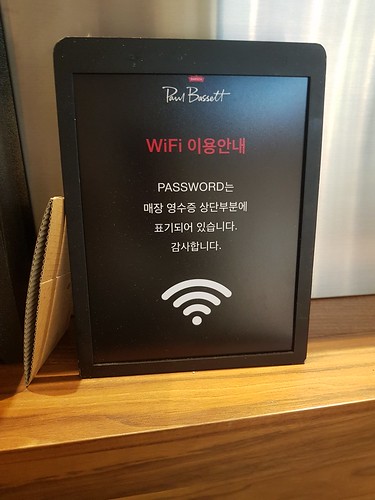 Paul Bassett
WiFi 이용안내
PASSWORD는
매장 영수증 상단부분에
표기되어 있습니다.
감사합니다.